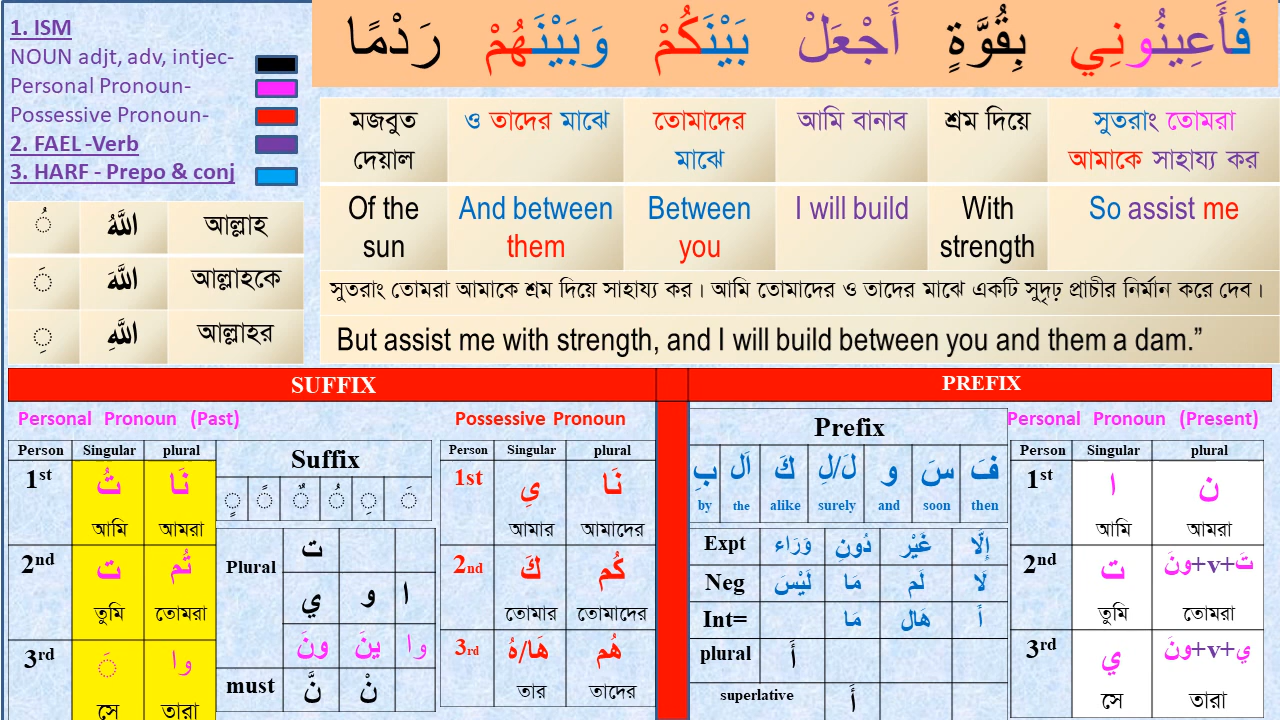 1. ISM
NOUN adjt, adv, intjec-
Personal Pronoun-
Possessive Pronoun-
2. FAEL -Verb
3. HARF - Prepo & conj
فَأَعِينُونِي بِقُوَّةٍ أَجْعَلْ بَيْنَكُمْ وَبَيْنَهُمْ رَدْمًا
মজবুত দেয়াল
ও তাদের মাঝে
তোমাদের মাঝে
আমি বানাব
শ্রম দিয়ে
সুতরাং তোমরা আমাকে সাহায্য কর
Of the sun
And between them
Between you
I will build
With strength
So assist me
সুতরাং তোমরা আমাকে শ্রম দিয়ে সাহায্য কর। আমি তোমাদের ও তাদের মাঝে একটি সুদৃঢ় প্রাচীর নির্মান করে দেব।
But assist me with strength, and I will build between you and them a dam.”
ُ اللَّهُ আল্লাহ
َ اللَّهَ আল্লাহকে
ِ اللَّهِ আল্লাহর
SUFFIX
Personal Pronoun (Past)
Person Singular plural
1st تُ نَا
আমি আমরা
2nd ت تُم
তুমি তোমরা
3rd َ وا
সে তারা
Suffix
ٍ ً ٌ ُ ِ َ
Plural ت
ي و ا
ونَ ينَ وا
must نَّ نْ
Possessive Pronoun
Person Singular plural
1st ي نَا
আমার আমাদের
2nd كَ كُم
তোমার তোমাদের
3rd هَا/هُ هُم
তার তাদের
PREFIX
Prefix
بِ اَل كَ لَ/لِ و سَ فَ
by the alike surely and soon then
Expt وَرَاء دُونِ غَيْر إِلَّا
Neg لَيْسَ مَا لَم لَا
Int= مَا هَال أَ
plural أَ
superlative أَ
Personal Pronoun (Present)
Person Singular plural
1st ا ن
আমি আমরা
2nd ت تَ+v+ونَ
তুমি তোমরা
3rd ي ي+v+ونَ
সে তারা